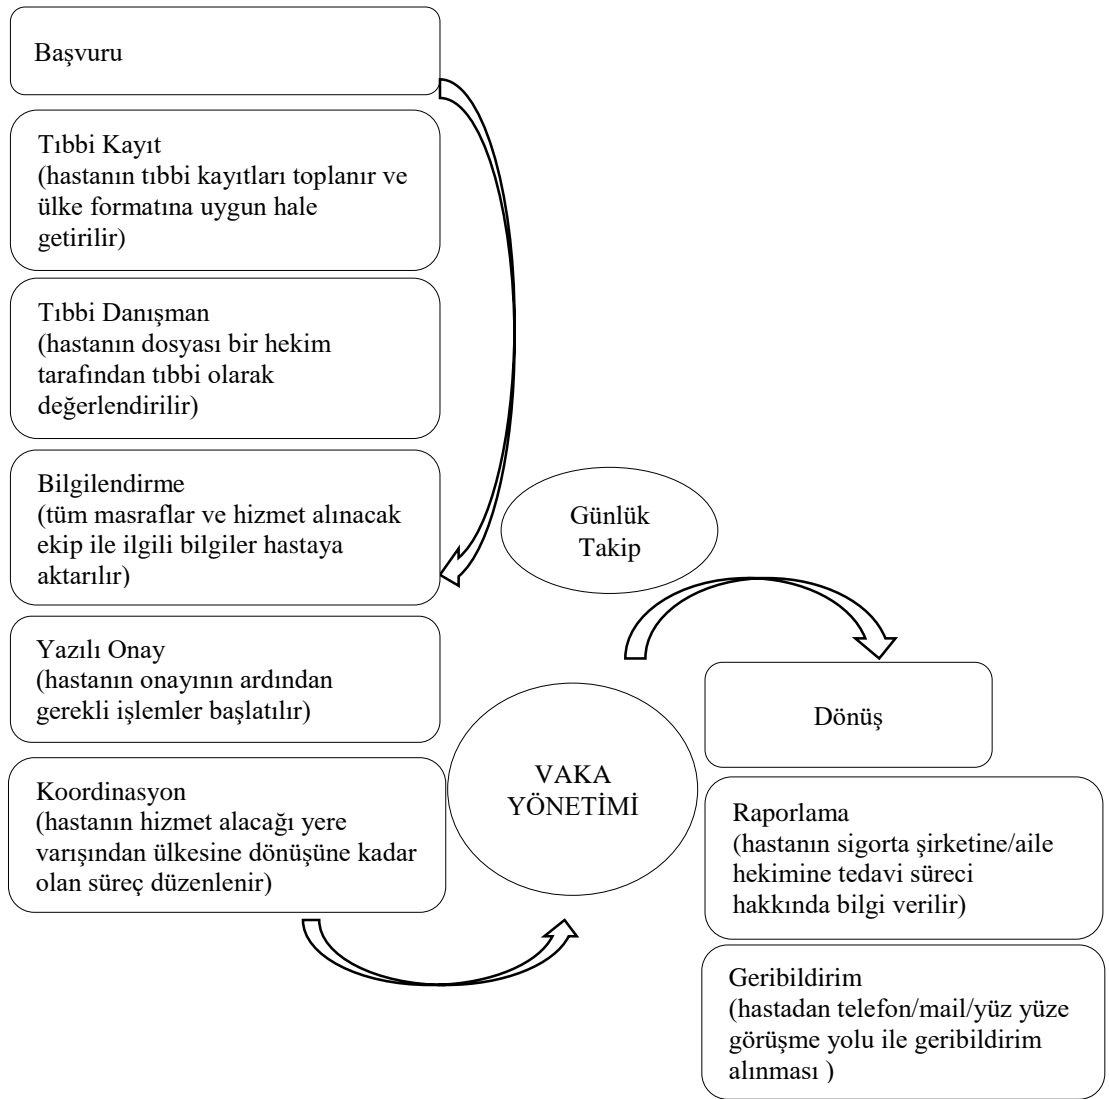 Başvuru
Tıbbi Kayıt
(hastanın tıbbi kayıtları toplanır ve
ülke formatına uygun hale
getirilir)
Tıbbi Danışman
(hastanın dosyası bir hekim
tarafından tıbbi olarak
değerlendirilir)
Bilgilendirme
(tüm masraflar ve hizmet alınacak
ekip ile ilgili bilgiler hastaya
aktarılır)
Yazılı Onay
(hastanın onayının ardından
gerekli işlemler başlatılır)
Koordinasyon
(hastanın hizmet alacağı yere
varışından ülkesine dönüşüne kadar
olan süreç düzenlenir)
VAKA
YÖNETİMİ
Günlük
Takip
Dönüş
Raporlama
(hastanın sigorta şirketine/aile
hekimine tedavi süreci
hakkında bilgi verilir)
Geribildirim
(hastadan telefon/mail/yüz yüze
görüşme yolu ile geribildirim
alınması )